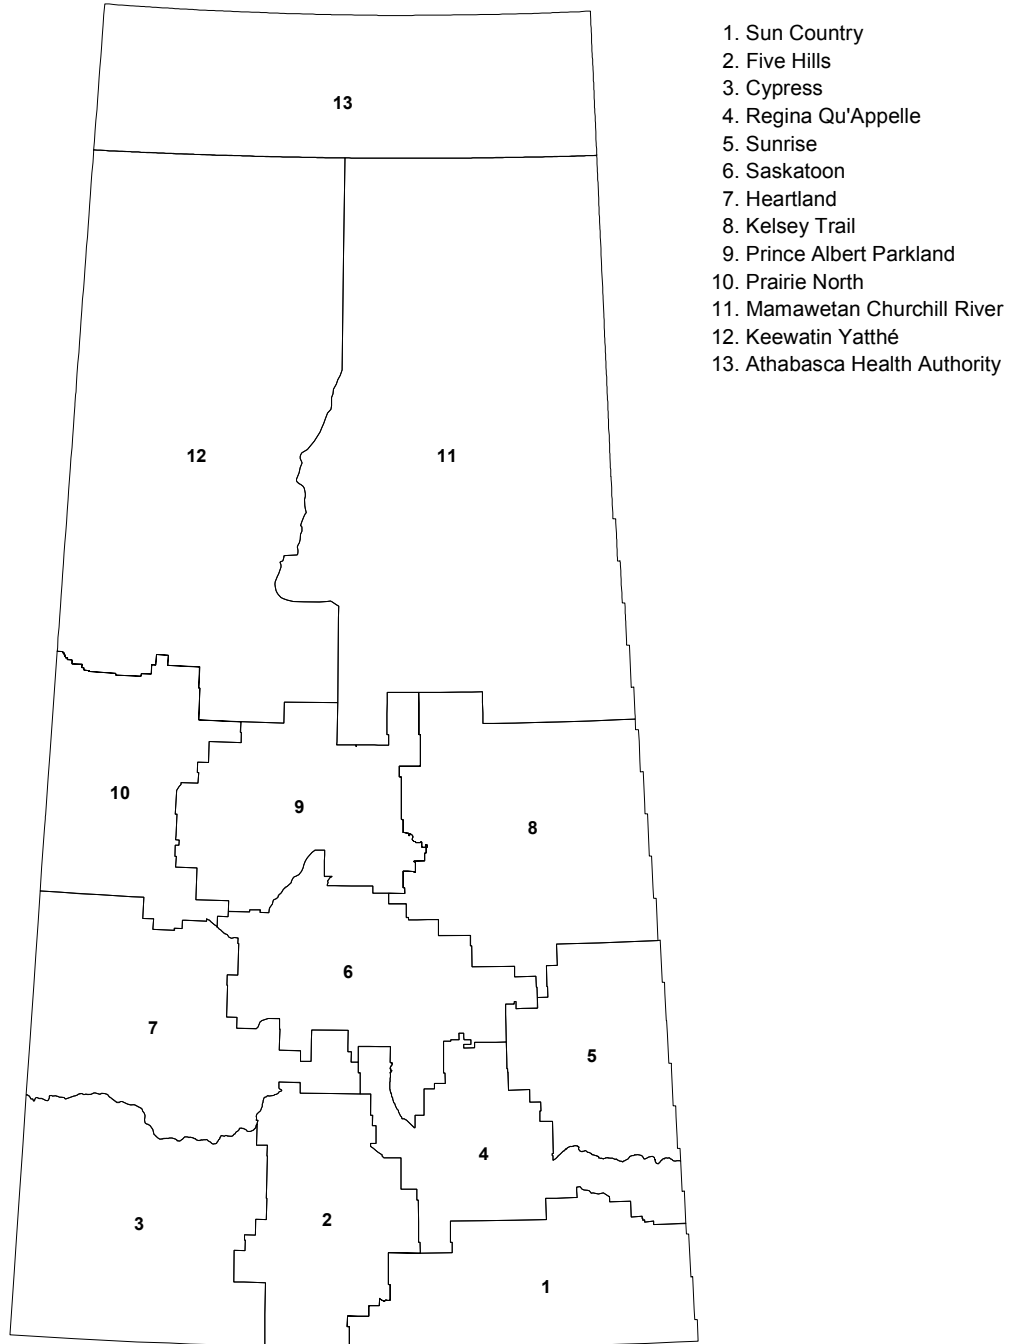 1. Sun Country
2. Five Hills
3. Cypress
4. Regina Qu'Appelle
5. Sunrise
6. Saskatoon
7. Heartland
8. Kelsey Trail
9. Prince Albert Parkland
10. Prairie North
11. Mamawetan Churchill River
12. Keewatin Yatthé
13. Athabasca Health Authority
13
12
11
10
9
8
6
7
5
4
3
2
1